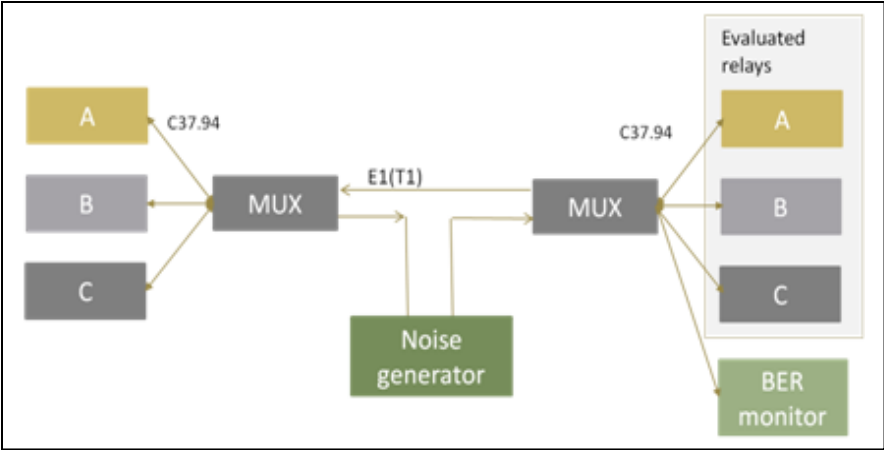 Evaluated
relays
A
C37.94
C37.94
A
B
MUX
E1(T1)
MUX
B
C
C
Noise
generator
BER
monitor